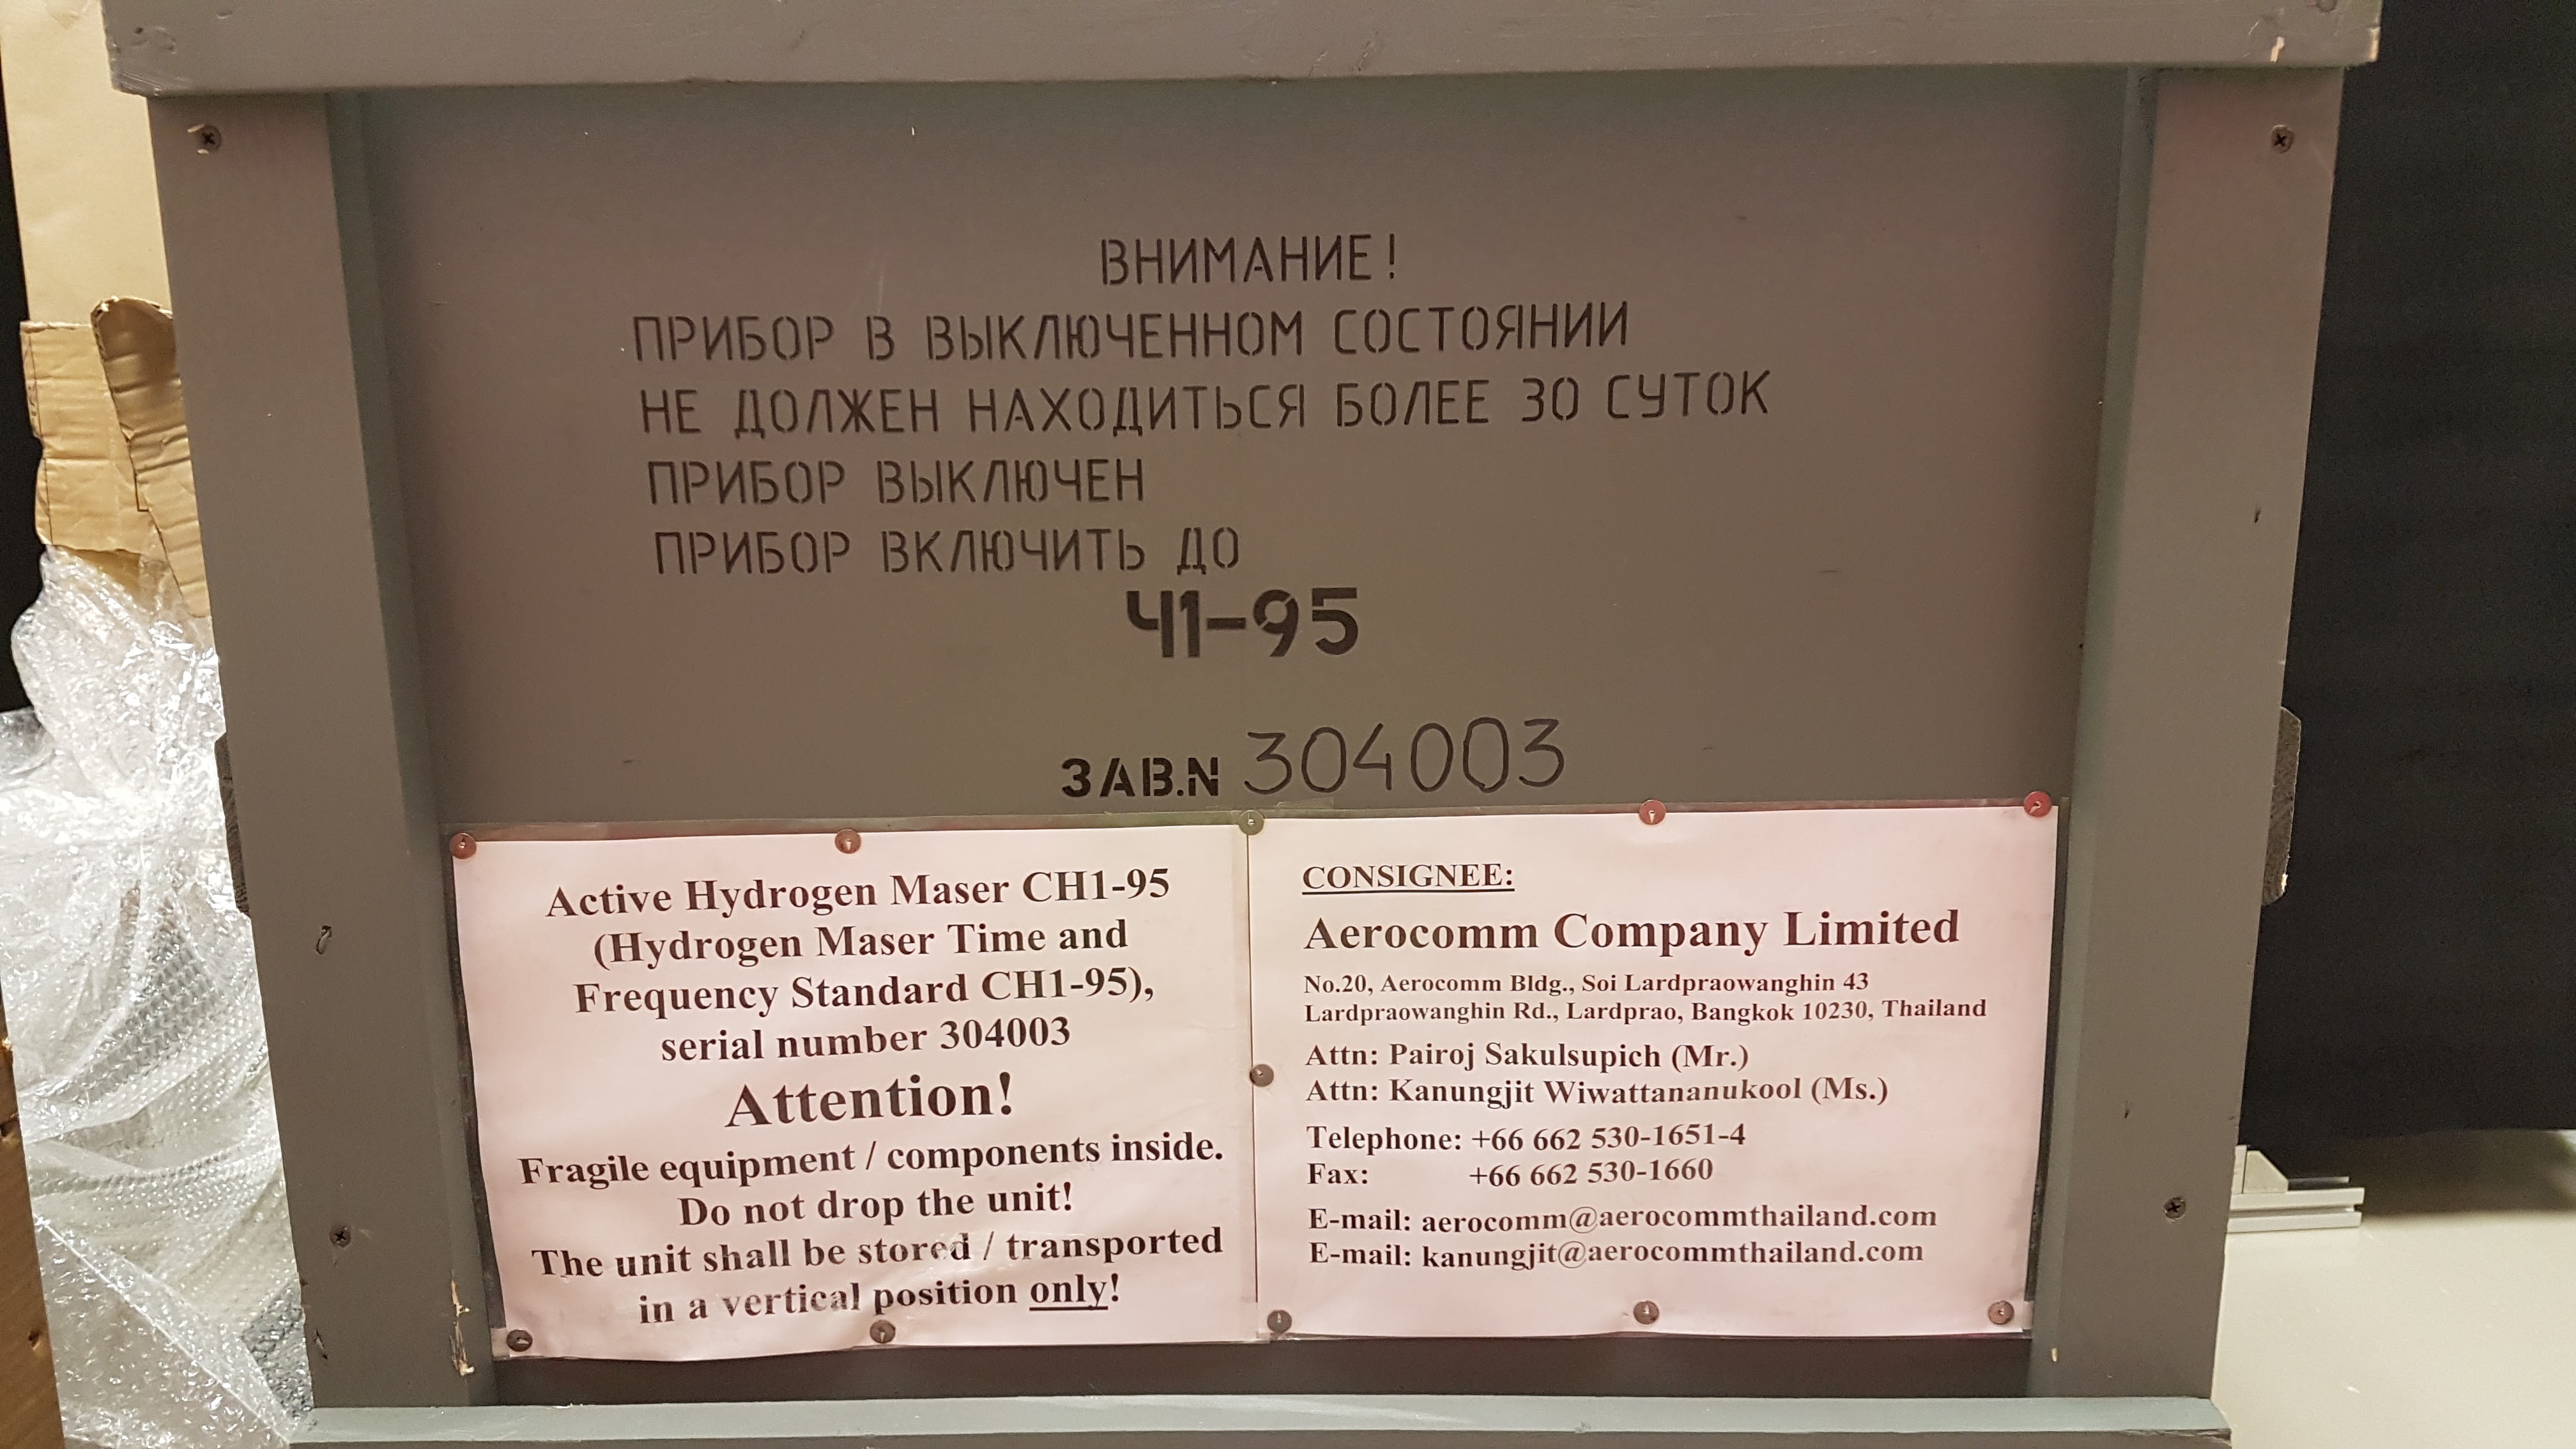 ВНИМАНИЕ!
ПРИБОР В ВЫКЛЮЧЕННОМ СОСТОЯНИИ
НЕ ДОЛЖЕН НАХОДИТЬСЯ БОЛЕЕ 30 СУТОК
ПРИБОР ВЫКЛЮЧЕН
ПРИБОР ВКЛЮЧИТЬ ДО
Ч1-95
ЗАВ.N 304003
Active Hydrogen Maser CH1-95
(Hydrogen Maser Time and
Frequency Standard CH1-95),
serial number 304003
Attention!
Fragile equipment / components inside.
Do not drop the unit!
The unit shall be stored / transported
in a vertical position only!
CONSIGNEE:
Aerocomm Company Limited
No.20, Aerocomm Bldg., Soi Lardpraowanghin 43
Lardpraowanghin Rd., Lardprao, Bangkok 10230, Thailand
Attn: Pairoj Sakulsupich (Mr.)
Attn: Kanungjit Wiwattananukool (Ms.)
Telephone: +66 662 530-1651-4
Fax: +66 662 530-1660
E-mail: aerocomm@aerocommthailand.com
E-mail: kanungjit@aerocommthailand.com